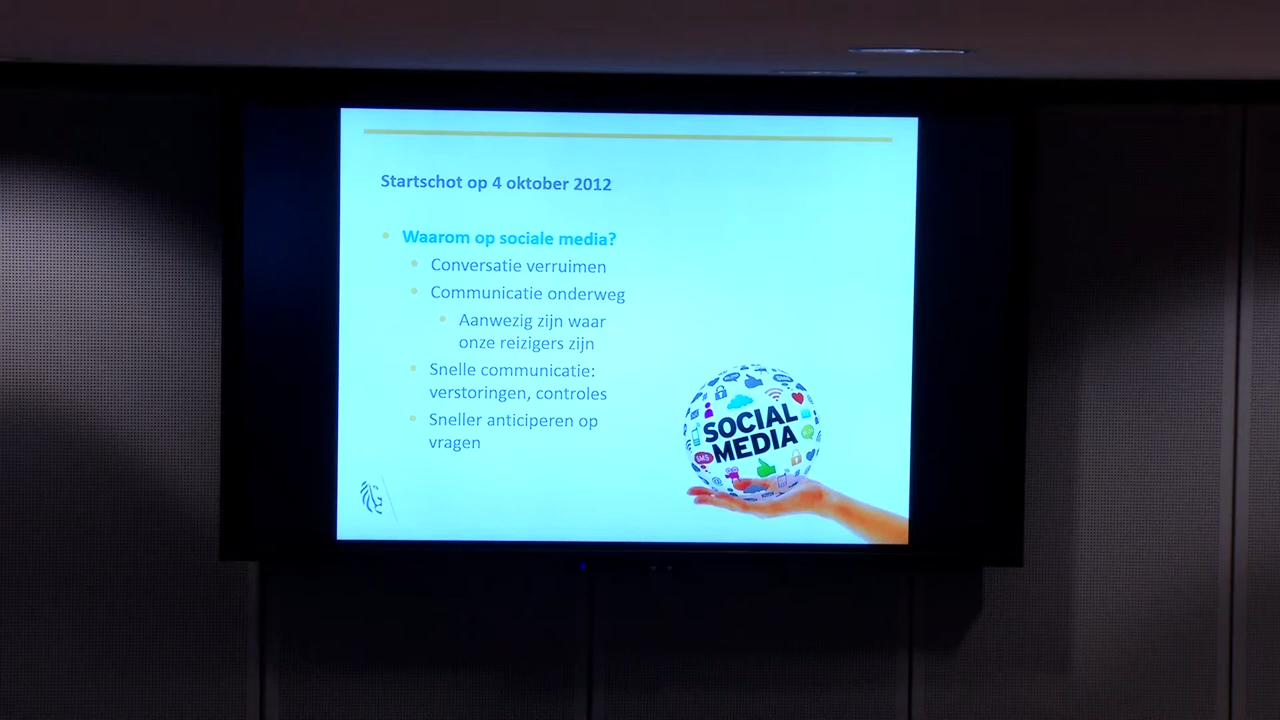 Startschot op 4 oktober 2012
Waarom op sociale media?
Conversatie verruimen
Communicatie onderweg
Aanwezig zijn waar
onze reizigers zijn
Snelle communicatie:
verstoringen, controles
Sneller anticiperen op
vragen
SOCIAL
MEDIA
SMS
@